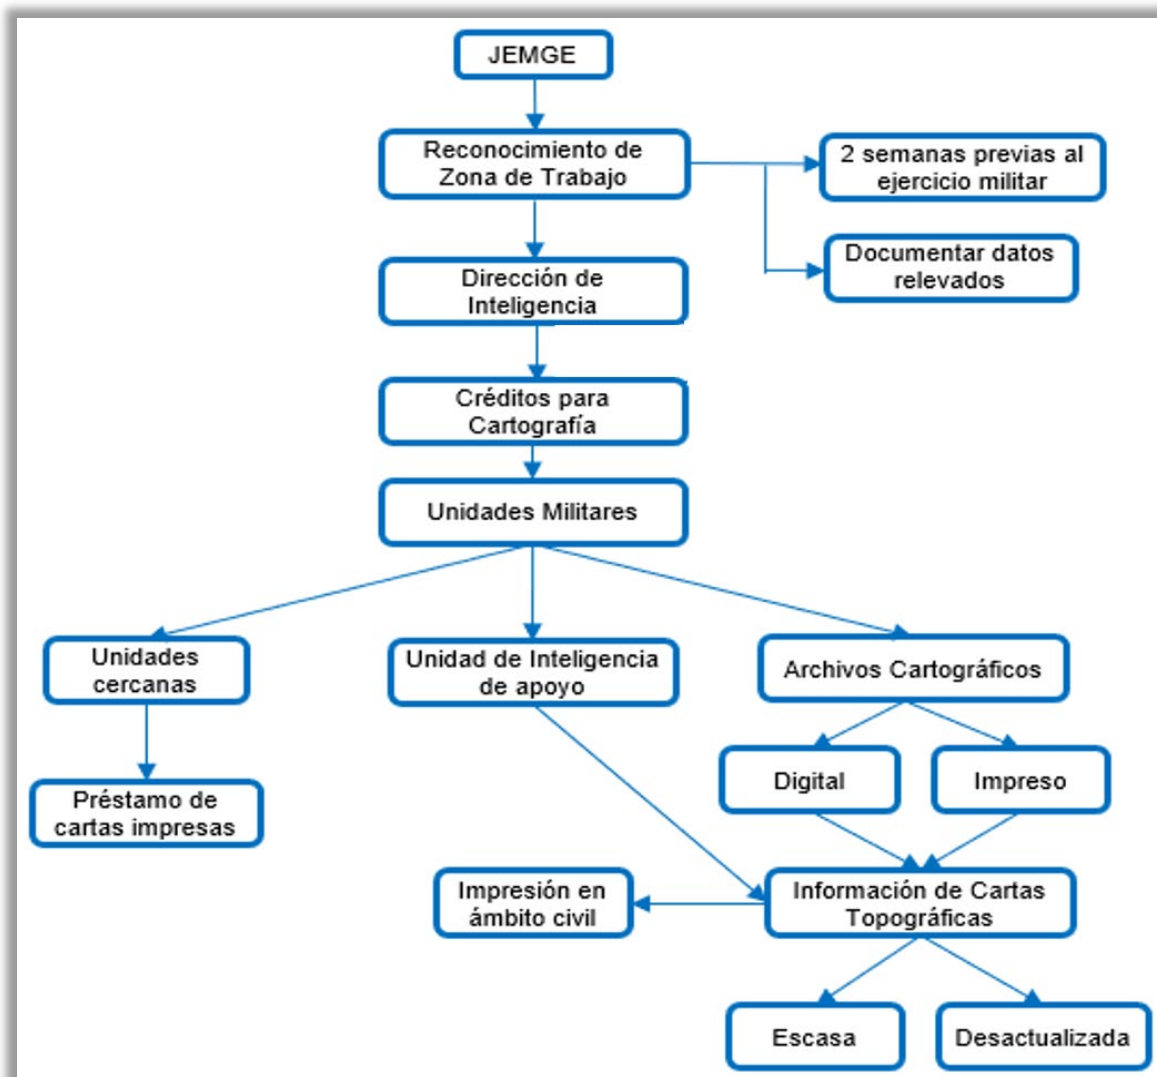 JEMGE
Reconocimiento de
Zona de Trabajo
2 semanas previas al
ejercicio militar
Documentar datos
relevados
Dirección de
Inteligencia
Créditos para
Cartografía
Unidades Militares
Unidades
cercanas
Unidad de Inteligencia
de apoyo
Archivos Cartográficos
Digital
Impreso
Préstamo de
cartas impresas
Impresión en
ámbito civil
Información de Cartas
Topográficas
Escasa
Desactualizada